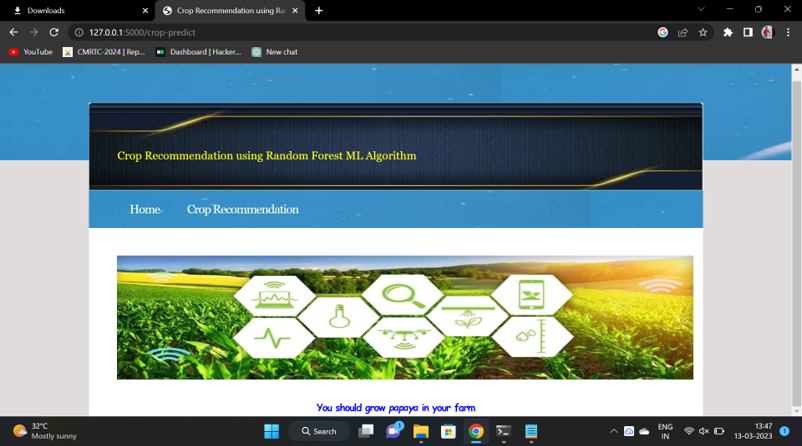 Downloads
Crop Recommendation using Ra
127.0.0.1:5000/crop-predict
YouTube
CMRTC-2024 | Rep...
Dashboard | Hacker...
New chat
Crop Recommendation using Random Forest ML Algorithm
Home
Crop Recommendation
You should grow papaya in your farm
32°C
Mostly sunny
Search
1
ENG
IN
13:47
13-03-2023
1